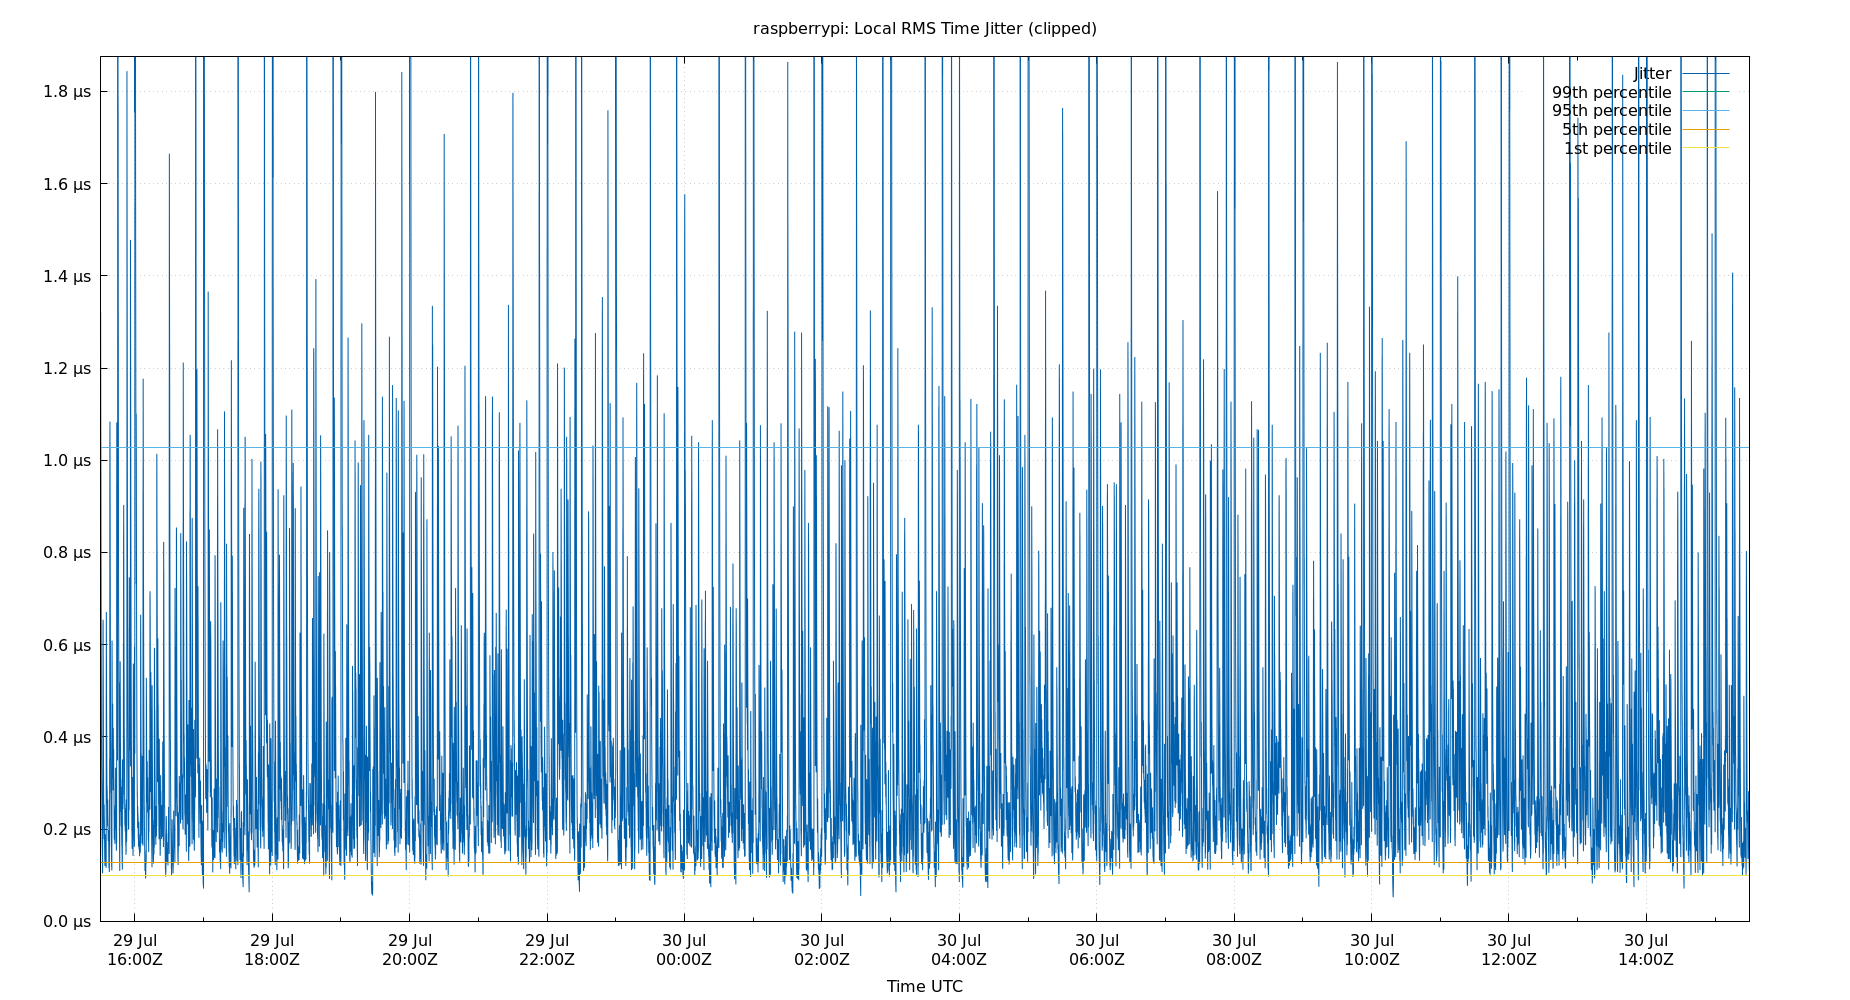 raspberrypi: Local RMS Time Jitter (clipped)
Jitter
99th percentile
95th percentile
5th percentile
1st percentile
1.8 µs
1.6 µs
1.4 µs
1.2 µs
1.0 µs
0.8 µs
0.6 µs
0.4 µs
0.2 µs
0.0 µs
29 Jul 29 Jul 29 Jul 29 Jul 30 Jul 30 Jul 30 Jul 30 Jul 30 Jul 30 Jul 30 Jul 30 Jul
16:00Z 18:00Z 20:00Z 22:00Z 00:00Z 02:00Z 04:00Z 06:00Z 08:00Z 10:00Z 12:00Z 14:00Z
Time UTC